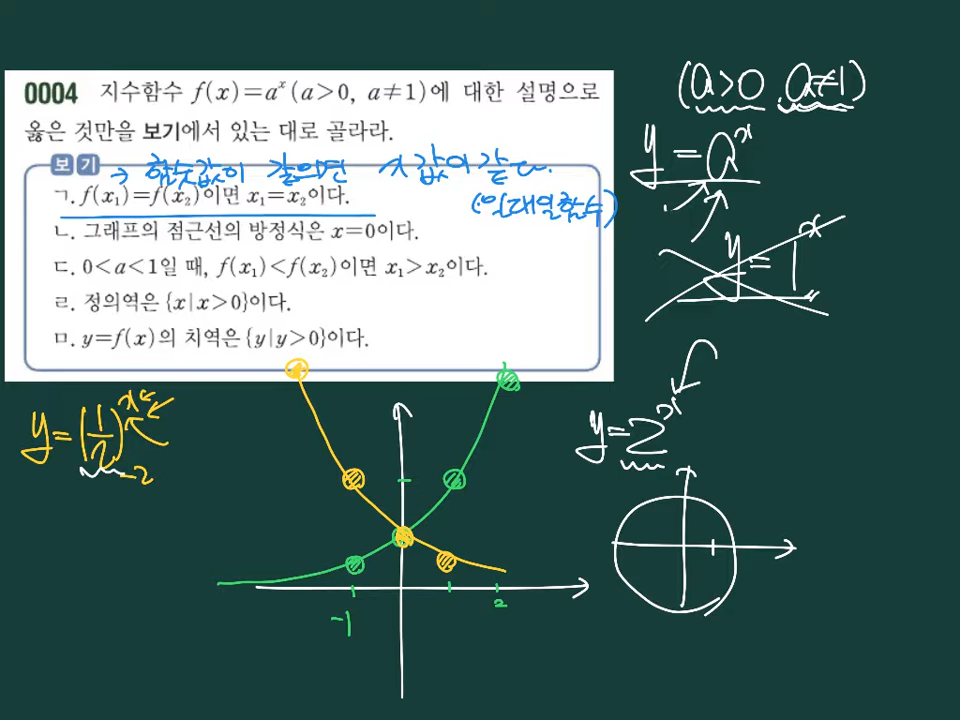 0004 지수함수 f(x)=aˣ(a>0, a≠1)에 대한 설명으로
옳은 것만을 보기에서 있는 대로 골라라.
보기
→ 함숫값이 같으면 x값이 같다.
(일대일함수)
ㄱ. f(x₁)=f(x₂)이면 x₁=x₂이다.
ㄴ. 그래프의 점근선의 방정식은 x=0이다.
ㄷ. 0<a<1일 때, f(x₁)<f(x₂)이면 x₁>x₂이다.
ㄹ. 정의역은 {x|x>0}이다.
ㅁ. y=f(x)의 치역은 {y|y>0}이다.
(a>0 a≠1)
y=aˣ
y=1ˣ
y=(1/2)ˣ
-2
y=2ˣ
-1
2